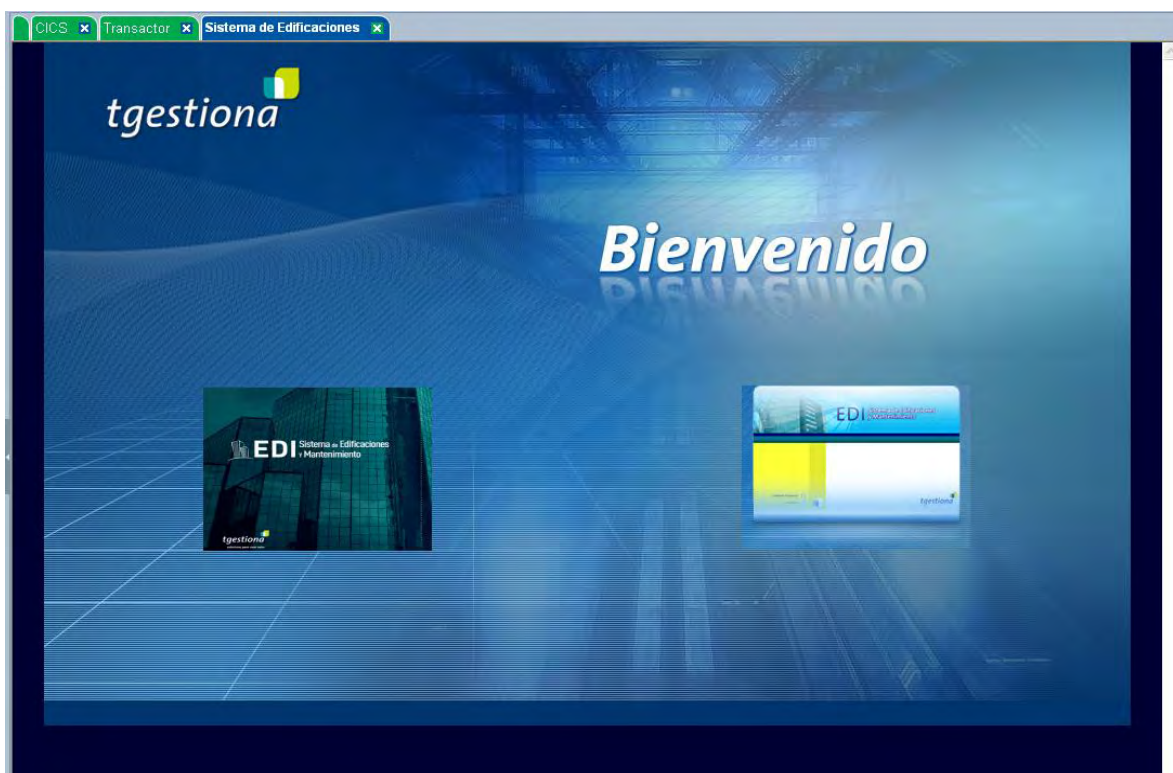 CICS
Transactor
Sistema de Edificaciones
tgestiona
Bienvenido
EDI Sistema de Edificaciones
y Mantenimiento
tgestiona
EDI
tgestiona